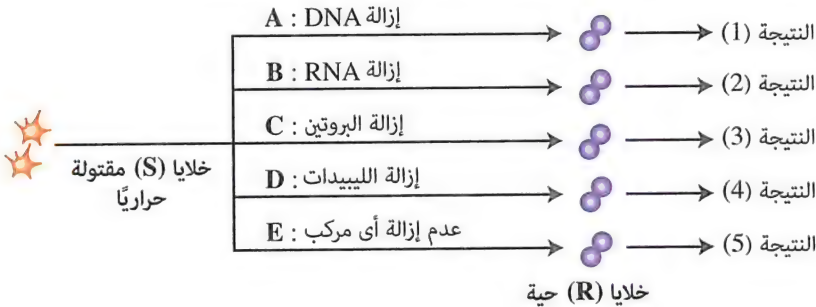 A : DNA إزالة
النتيجة (1)
B : RNA إزالة
النتيجة (2)
C : إزالة البروتين
النتيجة (3)
خلايا (S) مقتولة
حراريًا
D : إزالة الليبيدات
النتيجة (4)
E : عدم إزالة أى مركب
النتيجة (5)
خلايا (R) حية